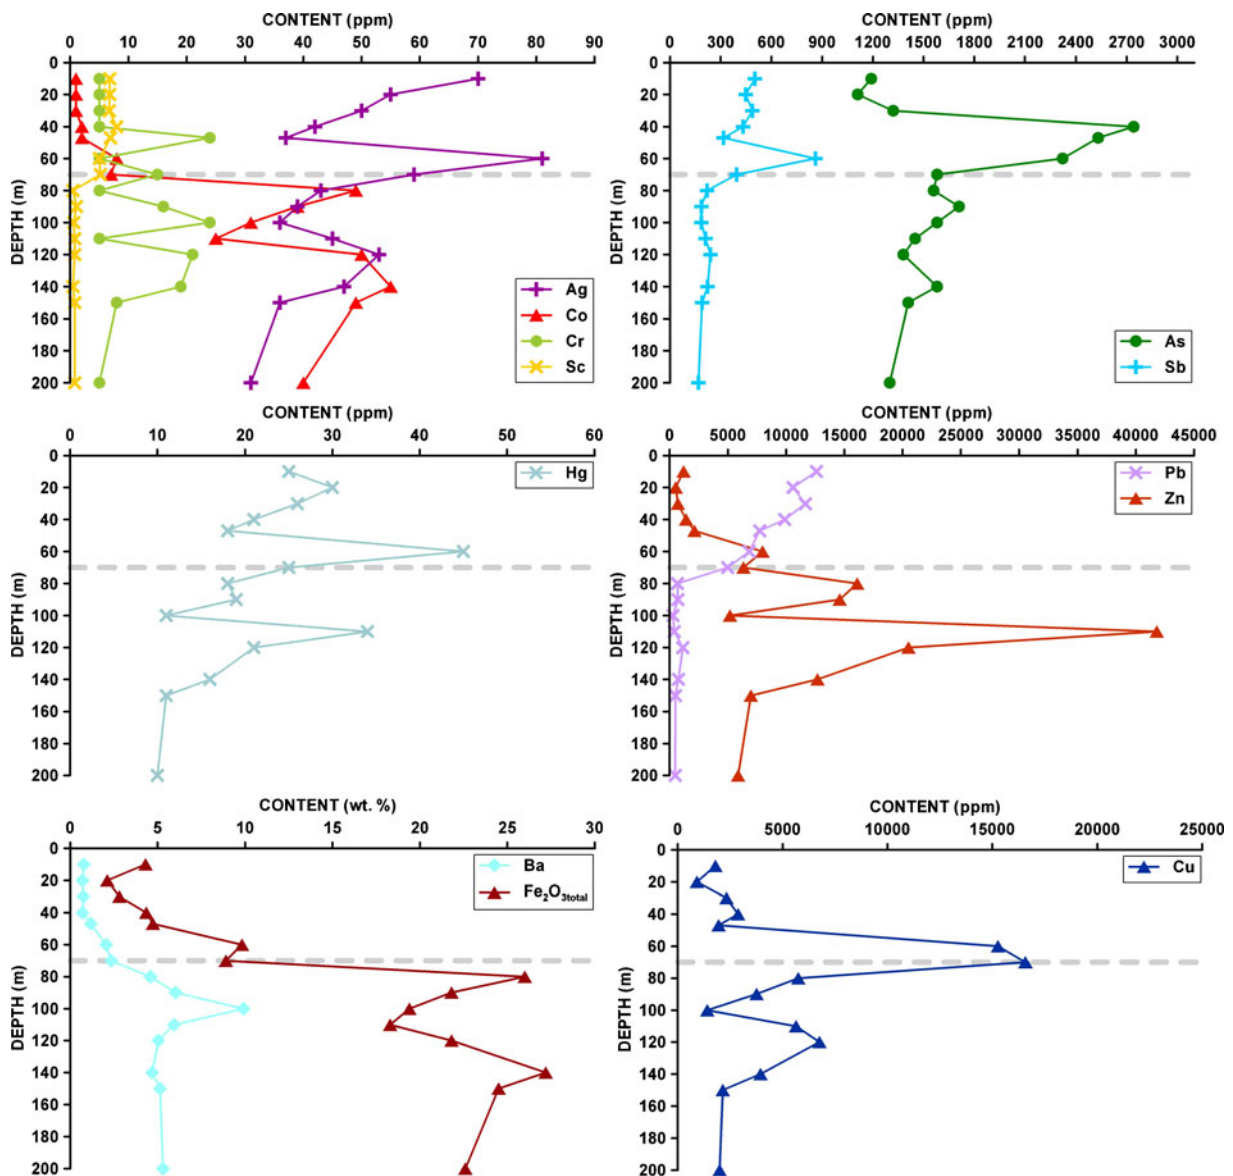 CONTENT (ppm)
0 10 20 30 40 50 60 70 80 90
0
20
40
60
80
100
120
140
160
180
200
DEPTH (m)
Ag
Co
Cr
Sc
CONTENT (ppm)
0 300 600 900 1200 1500 1800 2100 2400 2700 3000
0
20
40
60
80
100
120
140
160
180
200
DEPTH (m)
As
Sb
CONTENT (ppm)
0 10 20 30 40 50 60
0
20
40
60
80
100
120
140
160
180
200
DEPTH (m)
Hg
CONTENT (ppm)
0 5000 10000 15000 20000 25000 30000 35000 40000 45000
0
20
40
60
80
100
120
140
160
180
200
DEPTH (m)
Pb
Zn
CONTENT (wt. %)
0 5 10 15 20 25 30
0
20
40
60
80
100
120
140
160
180
200
DEPTH (m)
Ba
Fe₂O₃total
CONTENT (ppm)
0 5000 10000 15000 20000 25000
0
20
40
60
80
100
120
140
160
180
200
DEPTH (m)
Cu